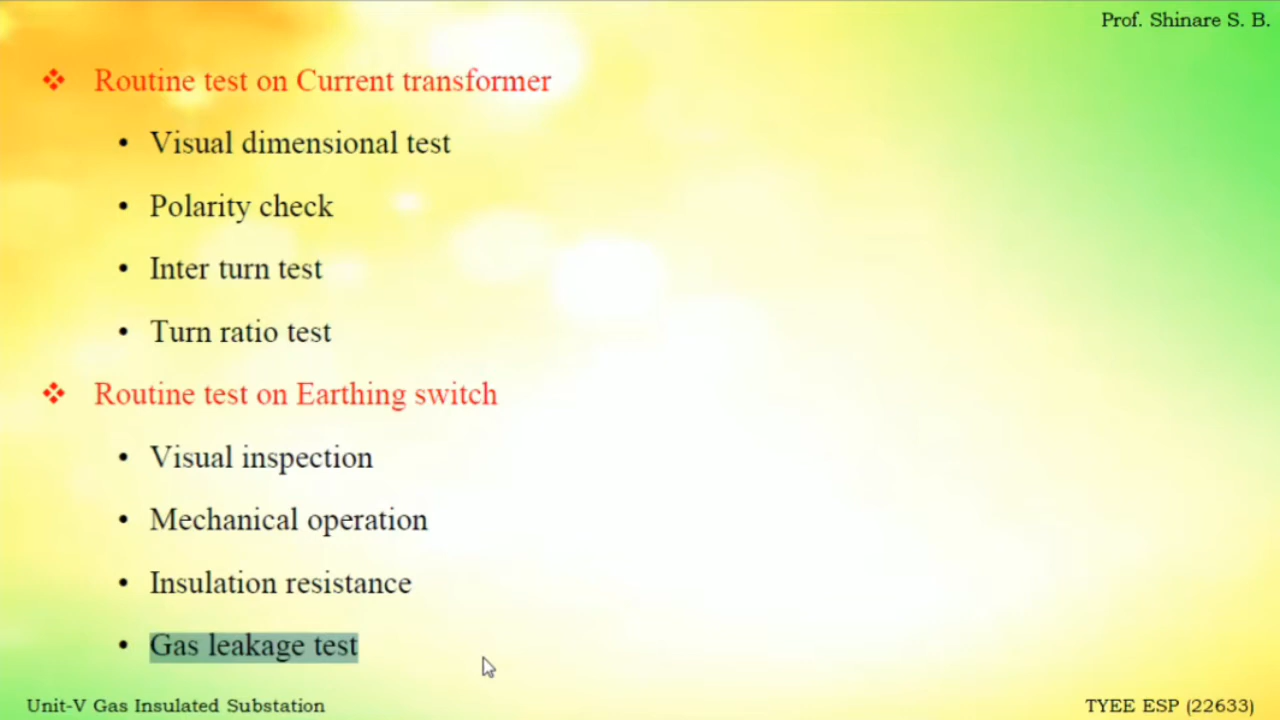 Prof. Shinare S. B.
❖ Routine test on Current transformer
• Visual dimensional test
• Polarity check
• Inter turn test
• Turn ratio test
❖ Routine test on Earthing switch
• Visual inspection
• Mechanical operation
• Insulation resistance
• Gas leakage test
Unit-V Gas Insulated Substation
TYEE ESP (22633)